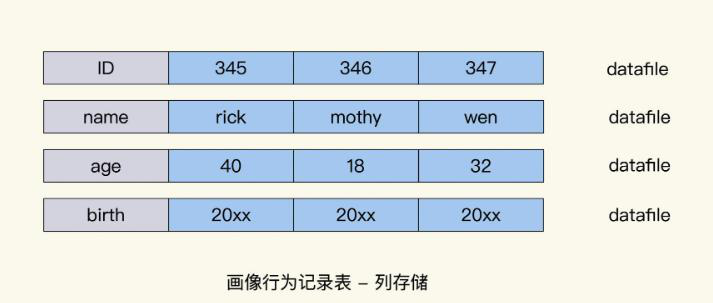 ID 345 346 347 datafile
name rick mothy wen datafile
age 40 18 32 datafile
birth 20xx 20xx 20xx datafile
画像行为记录表 – 列存储